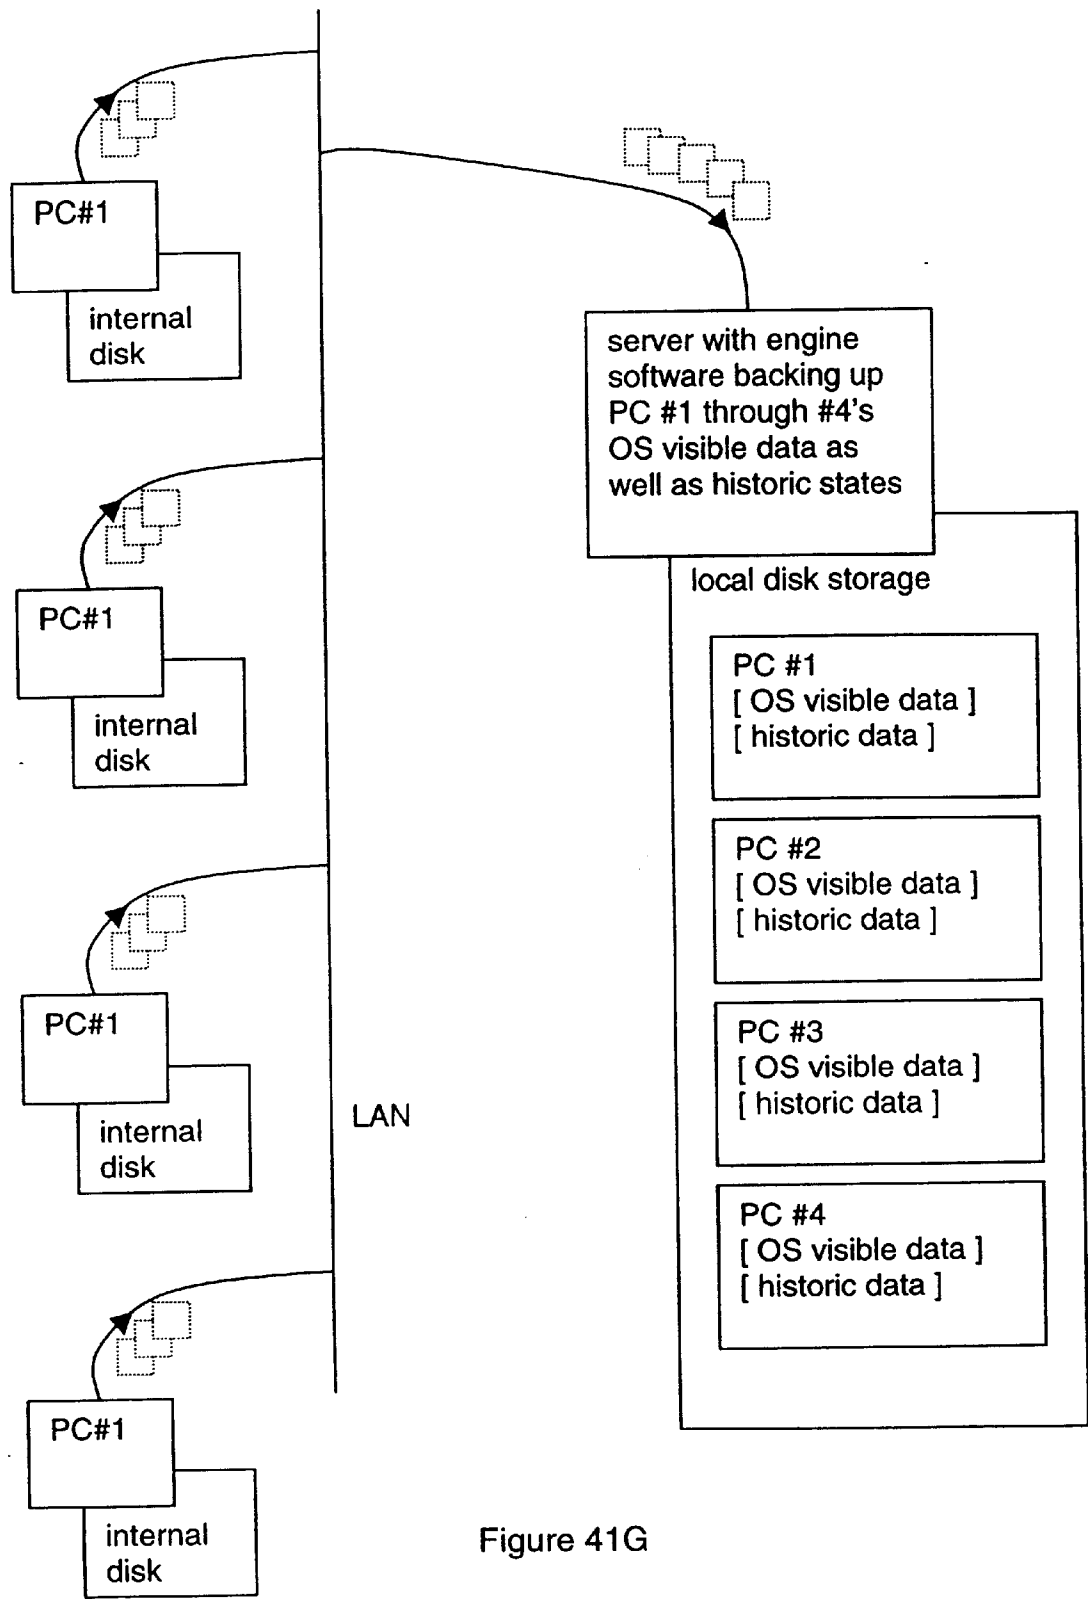 PC#1
internal
disk
server with engine
software backing up
PC #1 through #4's
OS visible data as
well as historic states
PC#1
internal
disk
local disk storage
PC #1
[ OS visible data ]
[ historic data ]
PC #2
[ OS visible data ]
[ historic data ]
PC#1
internal
disk
LAN
PC #3
[ OS visible data ]
[ historic data ]
PC #4
[ OS visible data ]
[ historic data ]
PC#1
internal
disk
Figure 41G